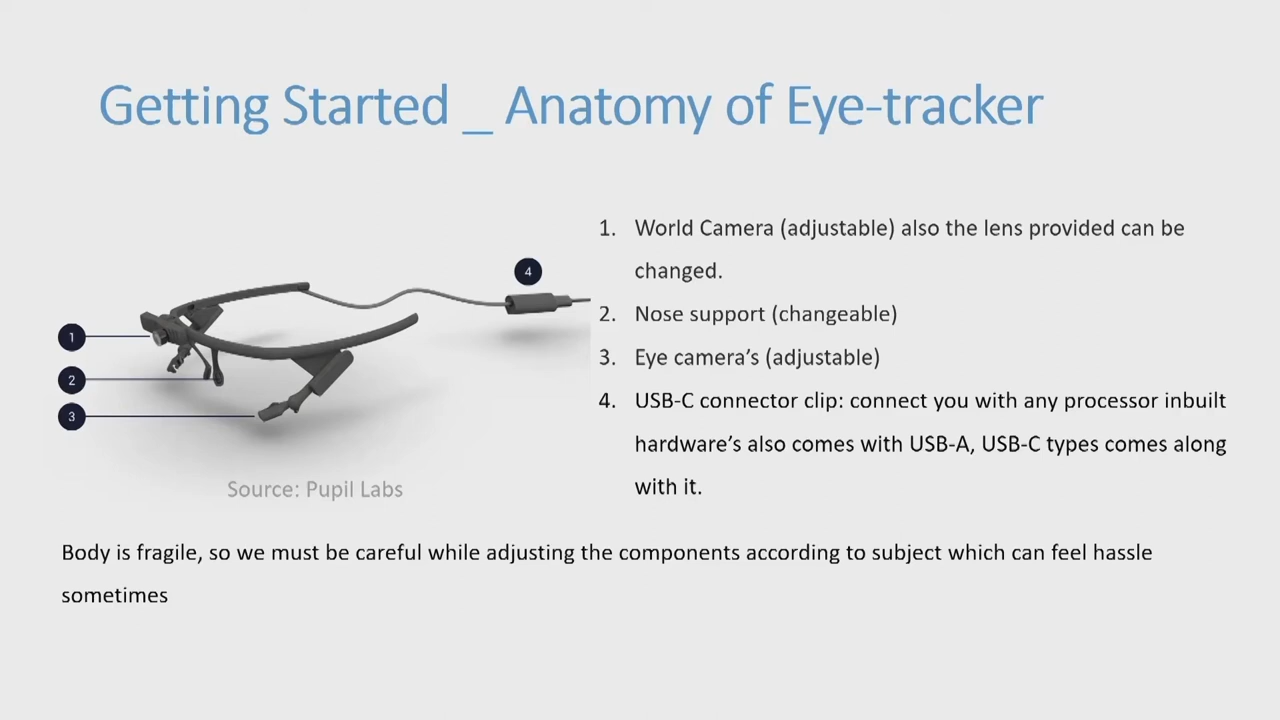 Getting Started _ Anatomy of Eye-tracker
1. World Camera (adjustable) also the lens provided can be
changed.
2. Nose support (changeable)
3. Eye camera's (adjustable)
4. USB-C connector clip: connect you with any processor inbuilt
hardware's also comes with USB-A, USB-C types comes along
with it.
4
1
2
3
Source: Pupil Labs
Body is fragile, so we must be careful while adjusting the components according to subject which can feel hassle
sometimes